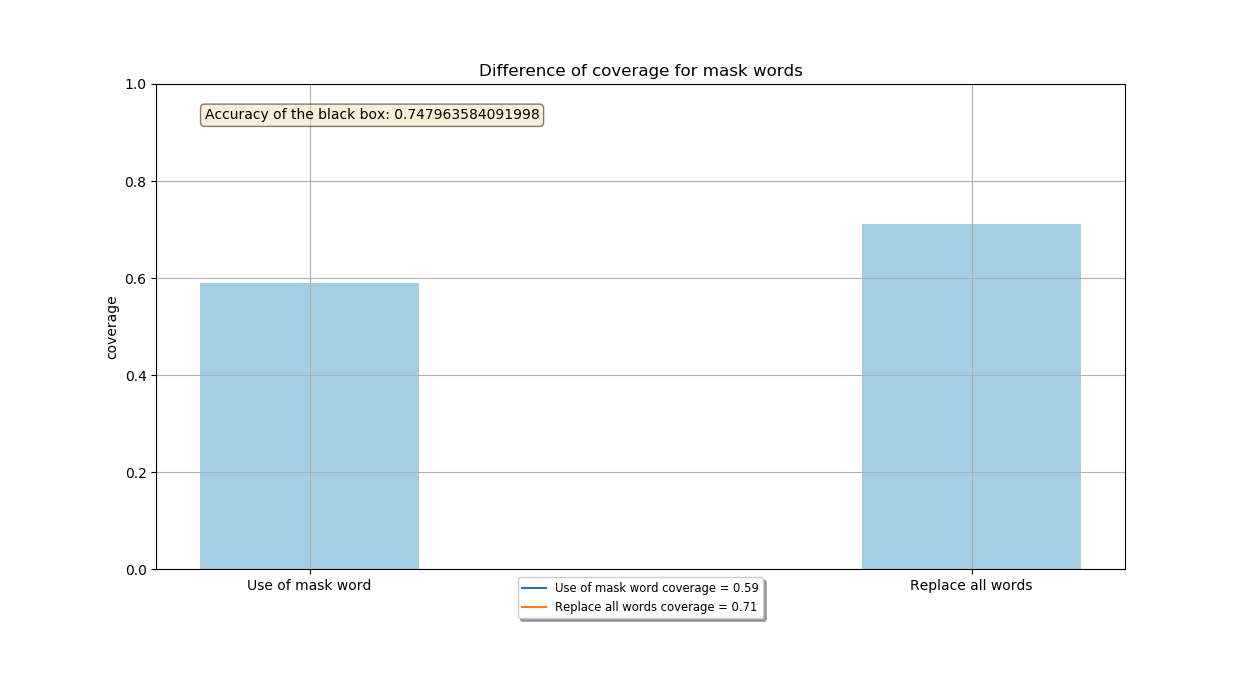 Difference of coverage for mask words
Accuracy of the black box: 0.747963584091998
1.0
0.8
0.6
0.4
0.2
0.0
coverage
Use of mask word
Replace all words
Use of mask word coverage = 0.59
Replace all words coverage = 0.71